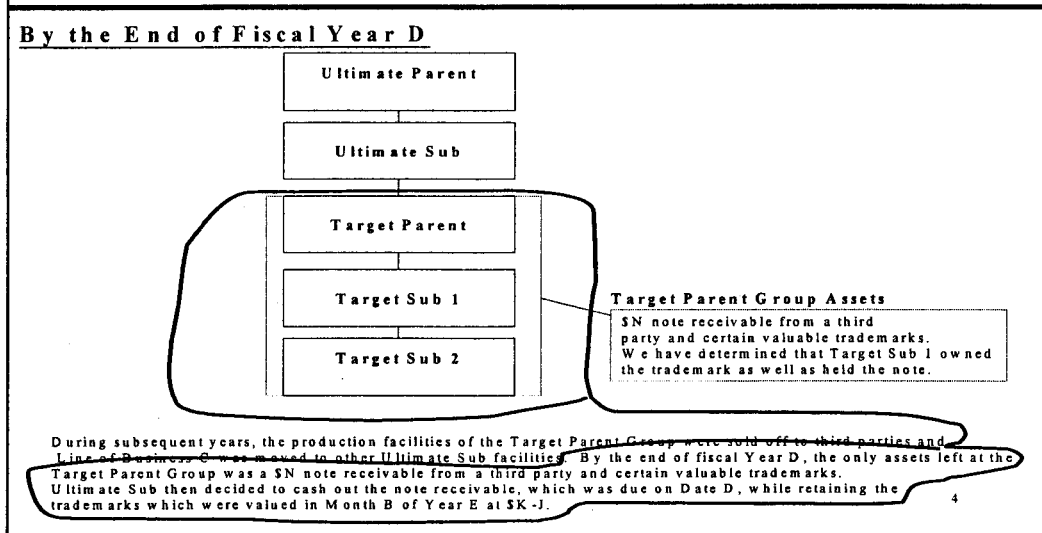 By the End of Fiscal Year D
Ultimate Parent
Ultimate Sub
Target Parent
Target Sub 1
Target Sub 2
Target Parent Group Assets
$N note receivable from a third
party and certain valuable trademarks.
We have determined that Target Sub 1 owned
the trademark as well as held the note.
During subsequent years, the production facilities of the Target Parent Group were sold off to third parties and
Line of Business C was moved to other Ultimate Sub facilities. By the end of fiscal Year D, the only assets left at the
Target Parent Group was a $N note receivable from a third party and certain valuable trademarks.
Ultimate Sub then decided to cash out the note receivable, which was due on Date D, while retaining the
trademarks which were valued in Month B of Year E at $K-J.
4